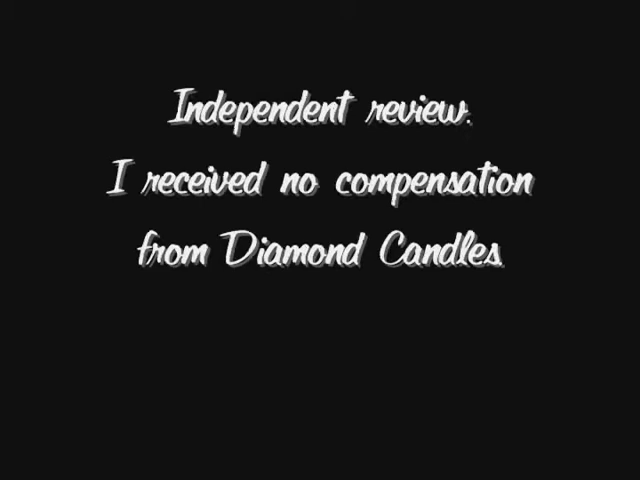 Independent review.
I received no compensation
from Diamond Candles.